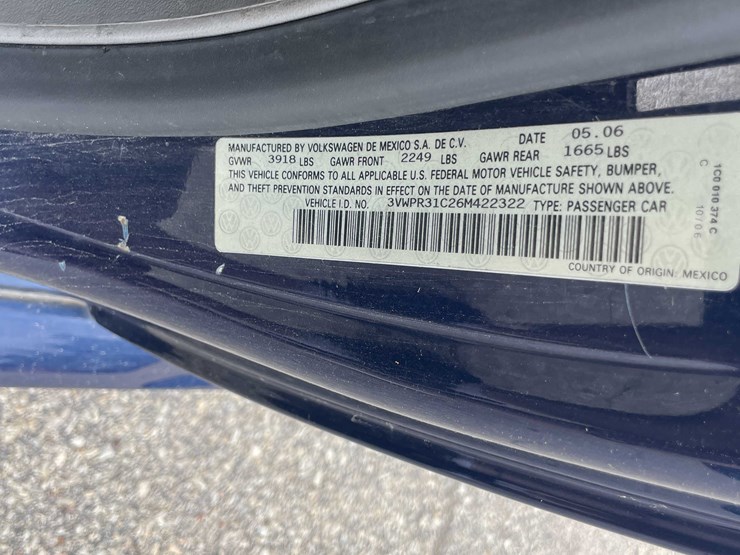 MANUFACTURED BY VOLKSWAGEN DE MEXICO S.A. DE C.V. DATE 05.06
GVWR 3918 LBS GAWR FRONT 2249 LBS GAWR REAR 1665 LBS
THIS VEHICLE CONFORMS TO ALL APPLICABLE U.S. FEDERAL MOTOR VEHICLE SAFETY, BUMPER,
AND THEFT PREVENTION STANDARDS IN EFFECT ON THE DATE OF MANUFACTURE SHOWN ABOVE.
VEHICLE I.D. NO. 3VWPR31C26M422322 TYPE: PASSENGER CAR
COUNTRY OF ORIGIN: MEXICO
1C0 010 374 C
10/06 C